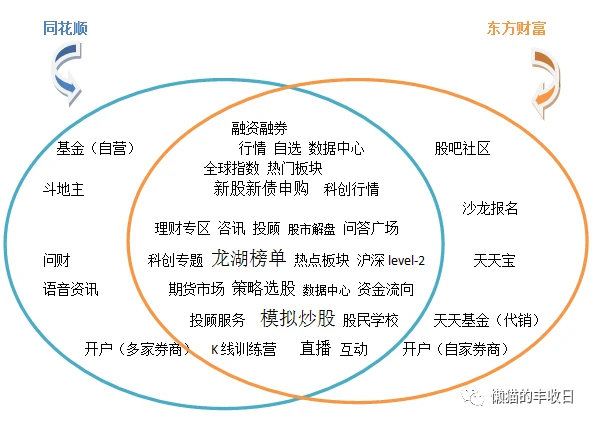 同花顺 东方财富
融资融券
基金（自营） 行情 自选 数据中心 股吧社区
全球指数 热门板块
斗地主 新股新债申购 科创行情
沙龙报名
理财专区 咨讯 投顾 股市解盘 问答广场
问财 科创专题 龙湖榜单 热点板块 沪深level-2 天天宝
语音资讯 期货市场 策略选股 数据中心 资金流向
投顾服务 模拟炒股 股民学校 天天基金（代销）
开户（多家券商） K线训练营 直播 互动 开户（自家券商）
懒猫的丰收日